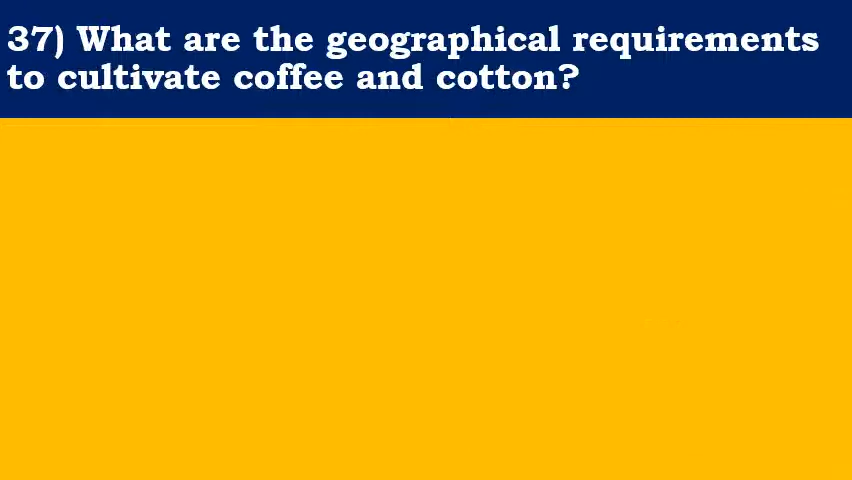 37) What are the geographical requirements
to cultivate coffee and cotton?